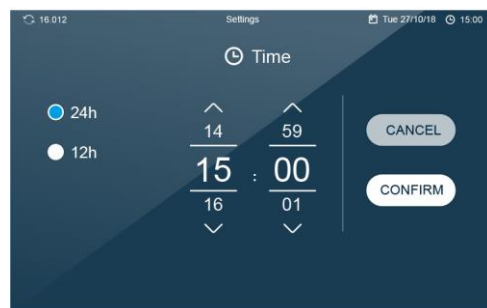 16.012 Settings Tue 27/10/18 15:00
Time
24h
12h
14 59
15 : 00
16 01
CANCEL
CONFIRM